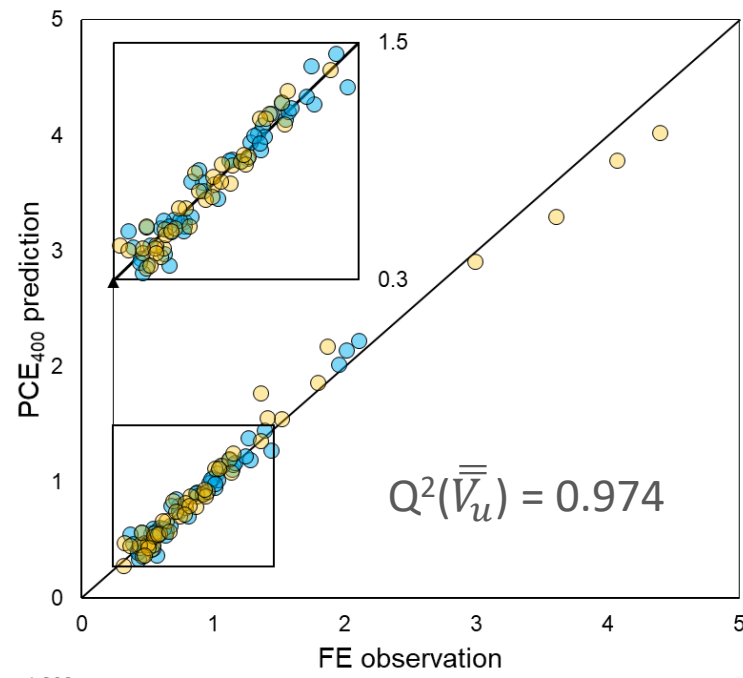 5
4
3
2
1
0
PCE₄₀₀ prediction
1.5
0.3
Q²(V̿ᵤ) = 0.974
0 1 2 3 4 5
FE observation